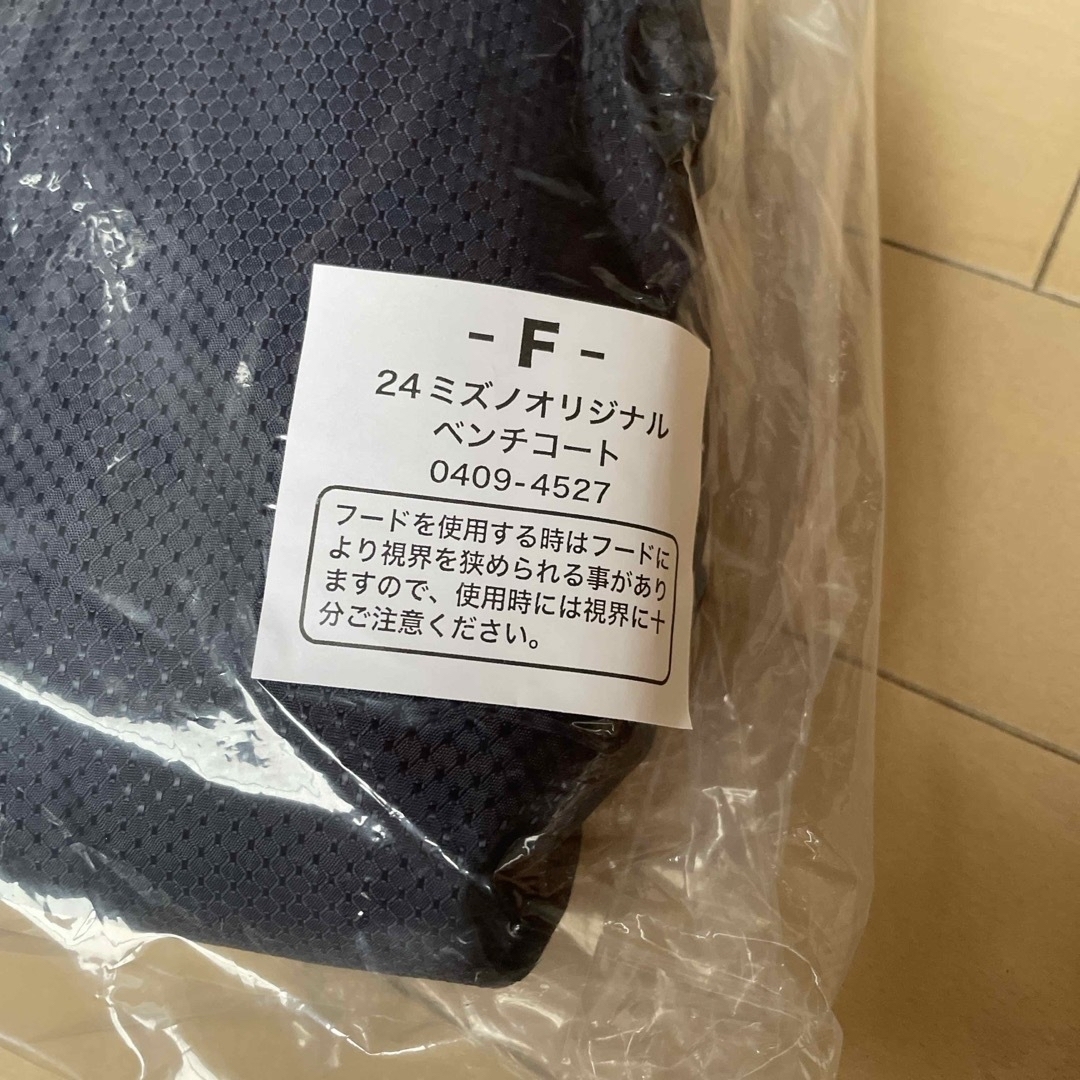 - F -
24ミズノオリジナル
ベンチコート
0409-4527
フードを使用する時はフードに
より視界を狭められる事があり
ますので、使用時には視界に十
分ご注意ください。